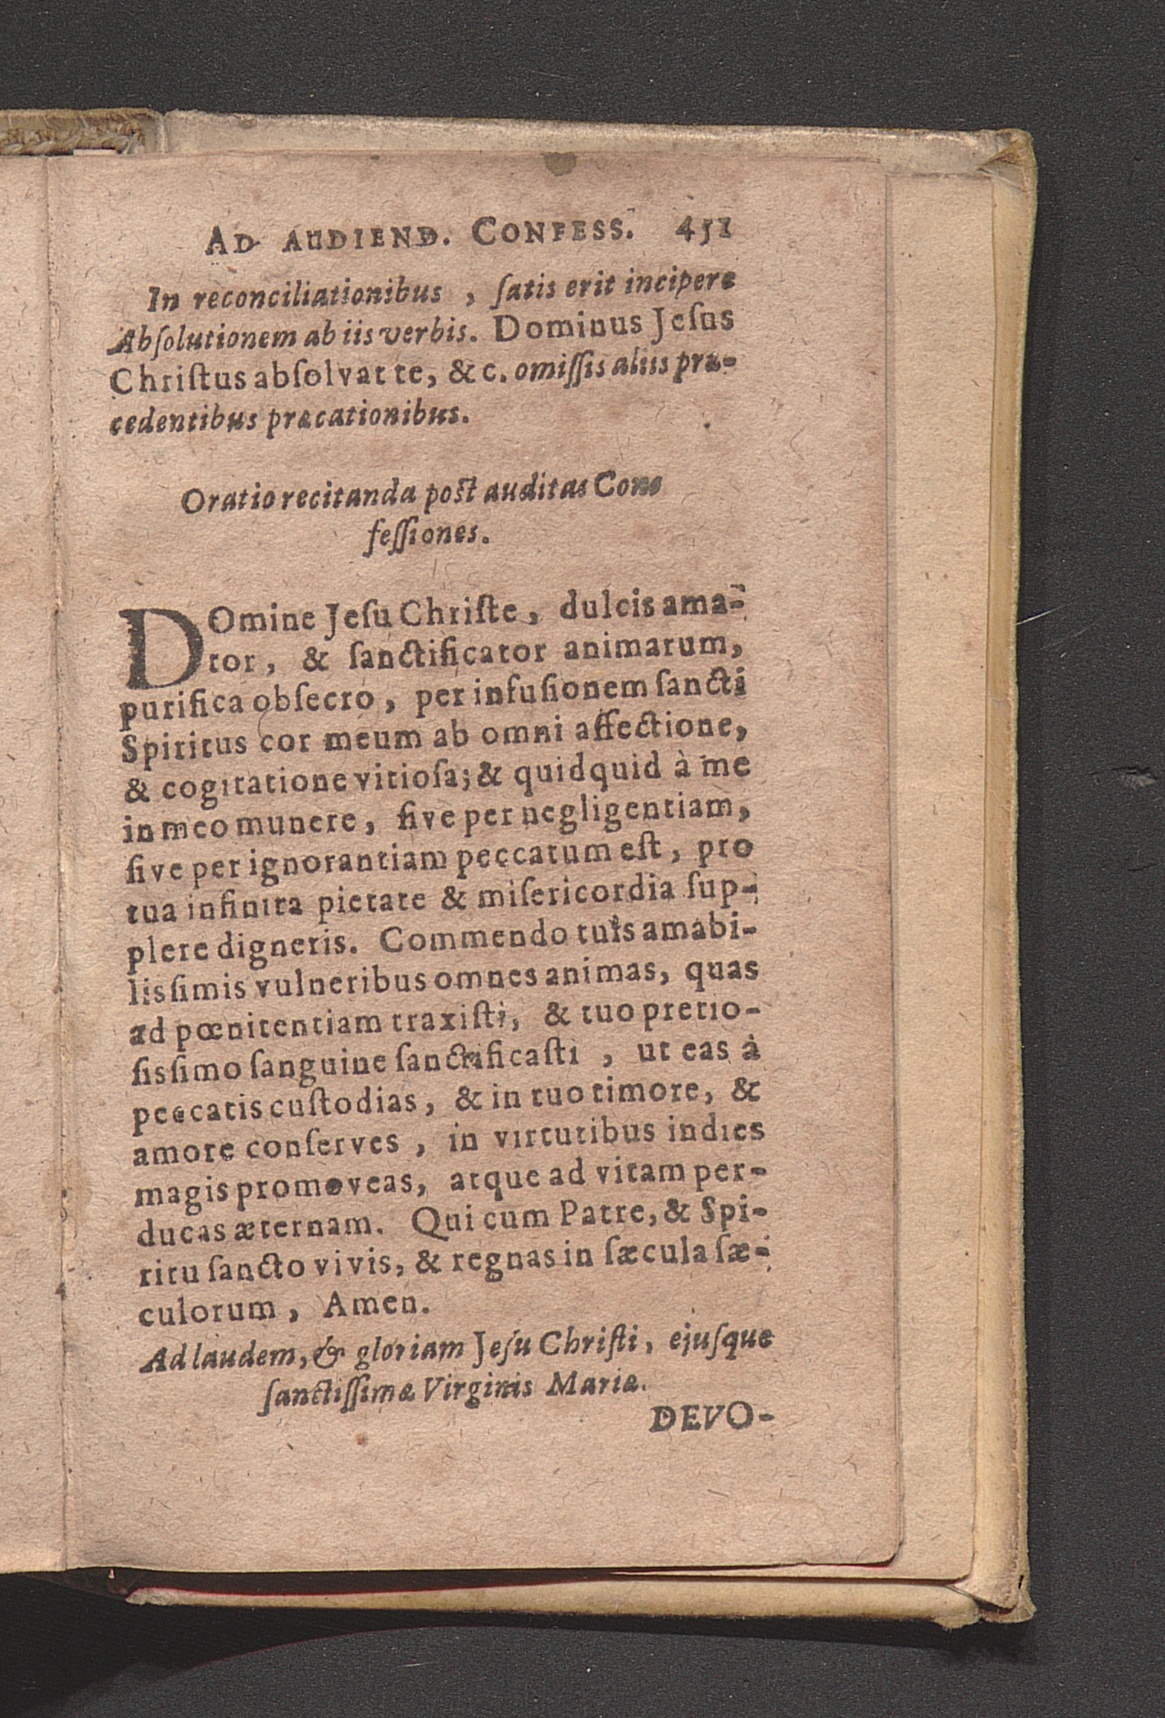 AD AUDIEND. CONFESS. 451
In reconciliationibus , ſatis erit incipere
Abſolutionem ab iis verbis. Dominus Jeſus
Chriſtus abſolvat te, &c. omiſſis aliis præ-
cedentibus præcationibus.
Oratio recitanda poſt auditas Con-
feſſiones.
DOmine Jeſu Chriſte, dulcis ama-
tor, & ſanctificator animarum,
purifica obſecro, per infuſionem ſancti
Spiritus cor meum ab omni affectione,
& cogitatione vitioſa; & quidquid à me
in meo munere, ſive per negligentiam,
ſive per ignorantiam peccatum eſt, pro
tua infinita pietate & miſericordia ſup-
plere digneris. Commendo tuis amabi-
liſſimis vulneribus omnes animas, quas
ad pœnitentiam traxiſti, & tuo pretio-
ſiſſimo ſanguine ſanctificaſti , ut eas à
peccatis cuſtodias, & in tuo timore, &
amore conſerves , in virtutibus indies
magis promoveas, atque ad vitam per-
ducas æternam. Qui cum Patre, & Spi-
ritu ſancto vivis, & regnas in ſæcula ſæ-
culorum, Amen.
Ad laudem, & gloriam Jeſu Chriſti, ejuſque
ſanctiſſimæ Virginis Mariæ.
DEVO-